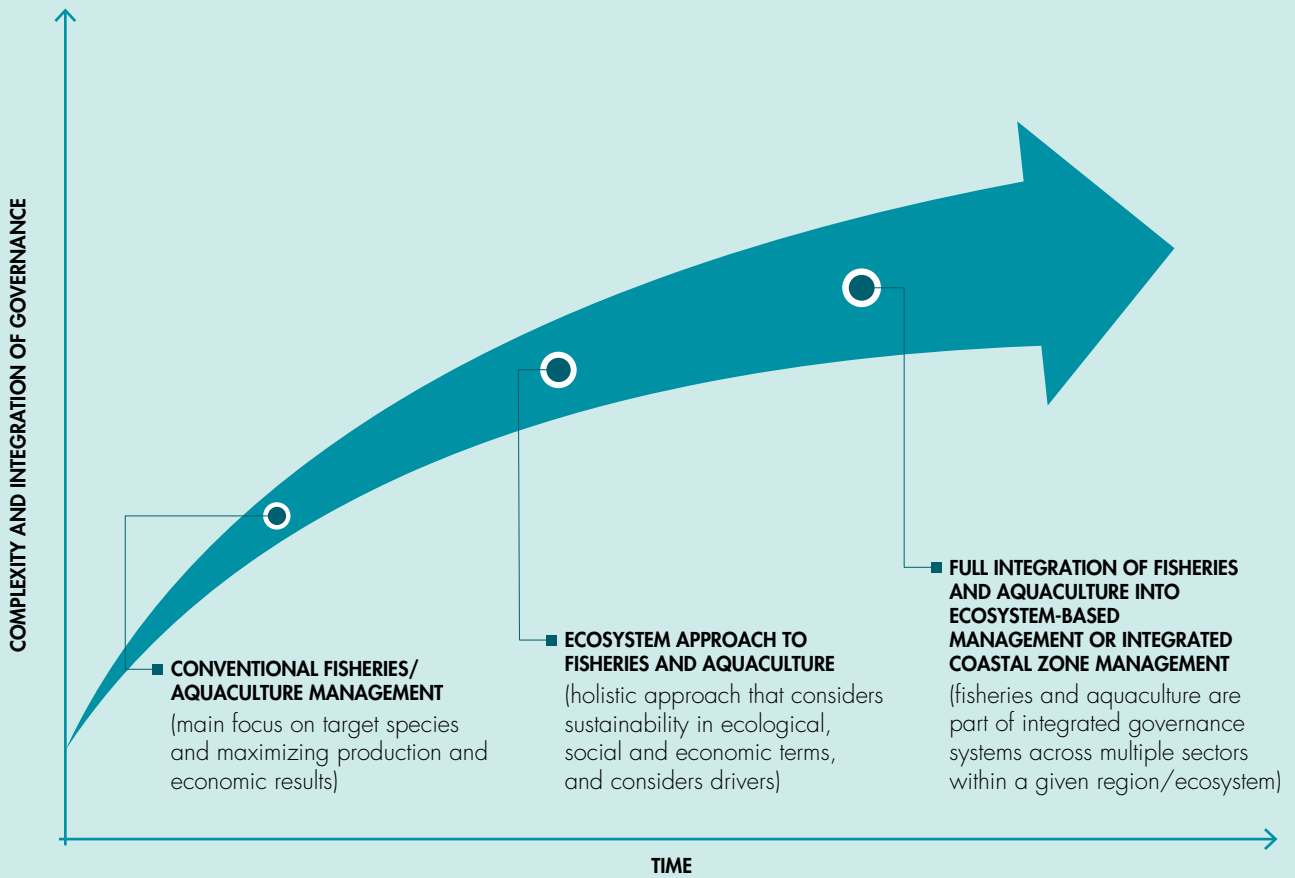 COMPLEXITY AND INTEGRATION OF GOVERNANCE
CONVENTIONAL FISHERIES/
AQUACULTURE MANAGEMENT
(main focus on target species
and maximizing production and
economic results)
ECOSYSTEM APPROACH TO
FISHERIES AND AQUACULTURE
(holistic approach that considers
sustainability in ecological,
social and economic terms,
and considers drivers)
FULL INTEGRATION OF FISHERIES
AND AQUACULTURE INTO
ECOSYSTEM-BASED
MANAGEMENT OR INTEGRATED
COASTAL ZONE MANAGEMENT
(fisheries and aquaculture are
part of integrated governance
systems across multiple sectors
within a given region/ecosystem)
TIME